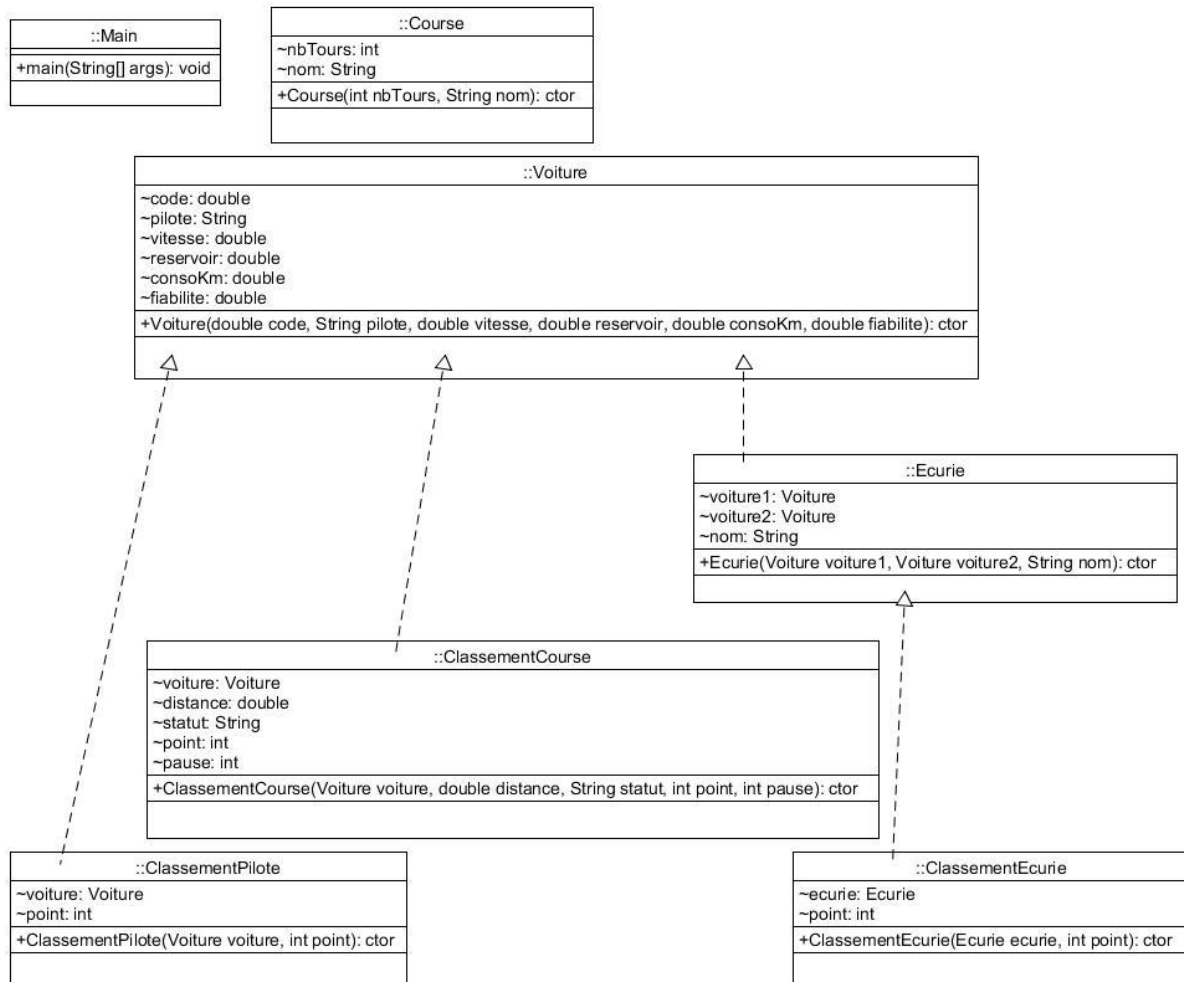 ::Main
+main(String[] args): void
::Course
~nbTours: int
~nom: String
+Course(int nbTours, String nom): ctor
::Voiture
~code: double
~pilote: String
~vitesse: double
~reservoir: double
~consoKm: double
~fiabilite: double
+Voiture(double code, String pilote, double vitesse, double reservoir, double consoKm, double fiabilite): ctor
::Ecurie
~voiture1: Voiture
~voiture2: Voiture
~nom: String
+Ecurie(Voiture voiture1, Voiture voiture2, String nom): ctor
::ClassementCourse
~voiture: Voiture
~distance: double
~statut: String
~point: int
~pause: int
+ClassementCourse(Voiture voiture, double distance, String statut, int point, int pause): ctor
::ClassementPilote
~voiture: Voiture
~point: int
+ClassementPilote(Voiture voiture, int point): ctor
::ClassementEcurie
~ecurie: Ecurie
~point: int
+ClassementEcurie(Ecurie ecurie, int point): ctor